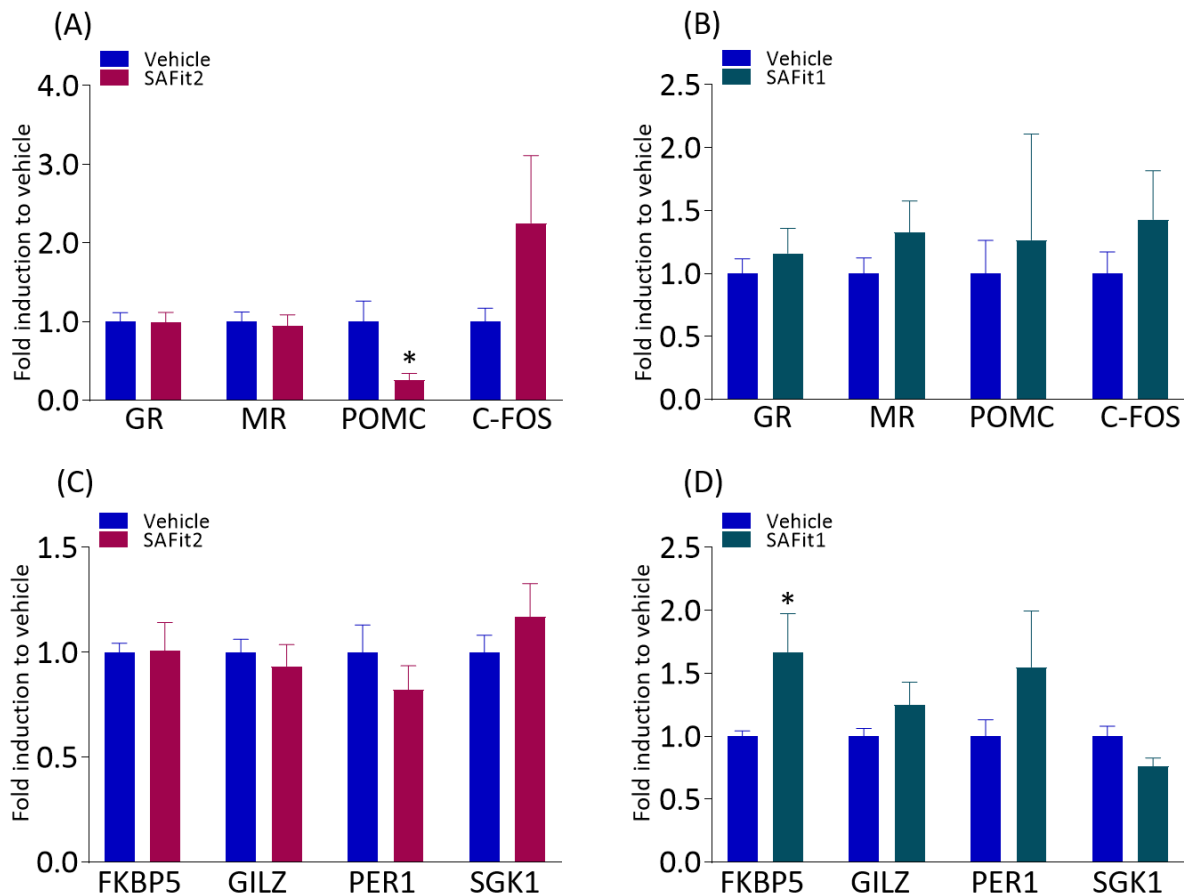 (A)
Vehicle
SAFit2
Fold induction to vehicle
4.0
3.0
2.0
1.0
0.0
GR MR POMC C-FOS
*
(B)
Vehicle
SAFit1
Fold induction to vehicle
2.5
2.0
1.5
1.0
0.5
0.0
GR MR POMC C-FOS
(C)
Vehicle
SAFit2
Fold induction to vehicle
1.5
1.0
0.5
0.0
FKBP5 GILZ PER1 SGK1
(D)
Vehicle
SAFit1
Fold induction to vehicle
2.5
2.0
1.5
1.0
0.5
0.0
*
FKBP5 GILZ PER1 SGK1